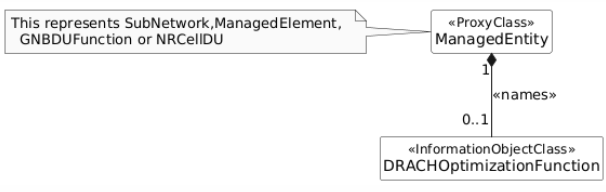 This represents SubNetwork,ManagedElement,
GNBDUFunction or NRCellDU
«ProxyClass»
ManagedEntity
1
«names»
0..1
«InformationObjectClass»
DRACHOptimizationFunction